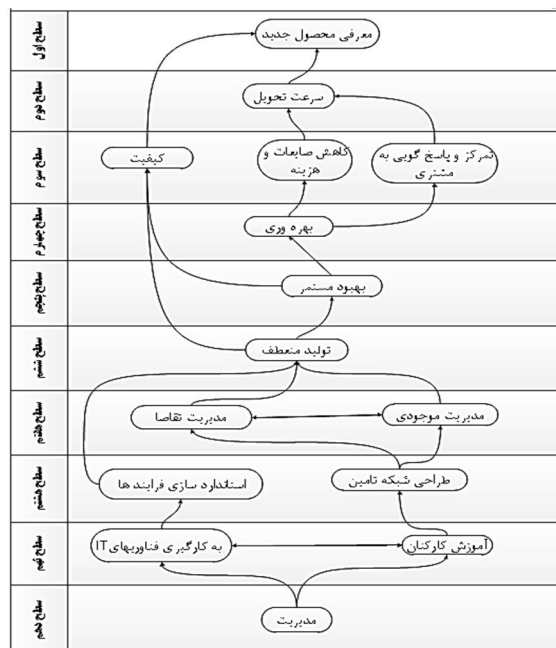 سطح اول
معرفی محصول جدید
سطح دوم
سرعت تحویل
سطح سوم
تمرکز و پاسخ گویی به
مشتری
کاهش ضایعات و
هزینه
کیفیت
سطح چهارم
بهره وری
سطح پنجم
بهبود مستمر
سطح ششم
تولید منعطف
سطح هفتم
مدیریت موجودی
مدیریت تقاضا
سطح هشتم
طراحی شبکه تامین
استاندارد سازی فرایند ها
سطح نهم
آموزش کارکنان
به کارگیری فناوریهای IT
سطح دهم
مدیریت